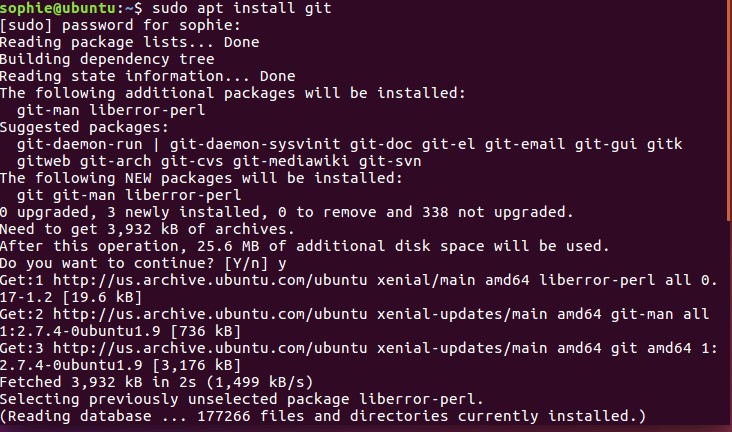 sophie@ubuntu:~$ sudo apt install git
[sudo] password for sophie:
Reading package lists... Done
Building dependency tree
Reading state information... Done
The following additional packages will be installed:
  git-man liberror-perl
Suggested packages:
  git-daemon-run | git-daemon-sysvinit git-doc git-el git-email git-gui gitk
  gitweb git-arch git-cvs git-mediawiki git-svn
The following NEW packages will be installed:
  git git-man liberror-perl
0 upgraded, 3 newly installed, 0 to remove and 338 not upgraded.
Need to get 3,932 kB of archives.
After this operation, 25.6 MB of additional disk space will be used.
Do you want to continue? [Y/n] y
Get:1 http://us.archive.ubuntu.com/ubuntu xenial/main amd64 liberror-perl all 0.
17-1.2 [19.6 kB]
Get:2 http://us.archive.ubuntu.com/ubuntu xenial-updates/main amd64 git-man all
1:2.7.4-0ubuntu1.9 [736 kB]
Get:3 http://us.archive.ubuntu.com/ubuntu xenial-updates/main amd64 git amd64 1:
2.7.4-0ubuntu1.9 [3,176 kB]
Fetched 3,932 kB in 2s (1,499 kB/s)
Selecting previously unselected package liberror-perl.
(Reading database ... 177266 files and directories currently installed.)